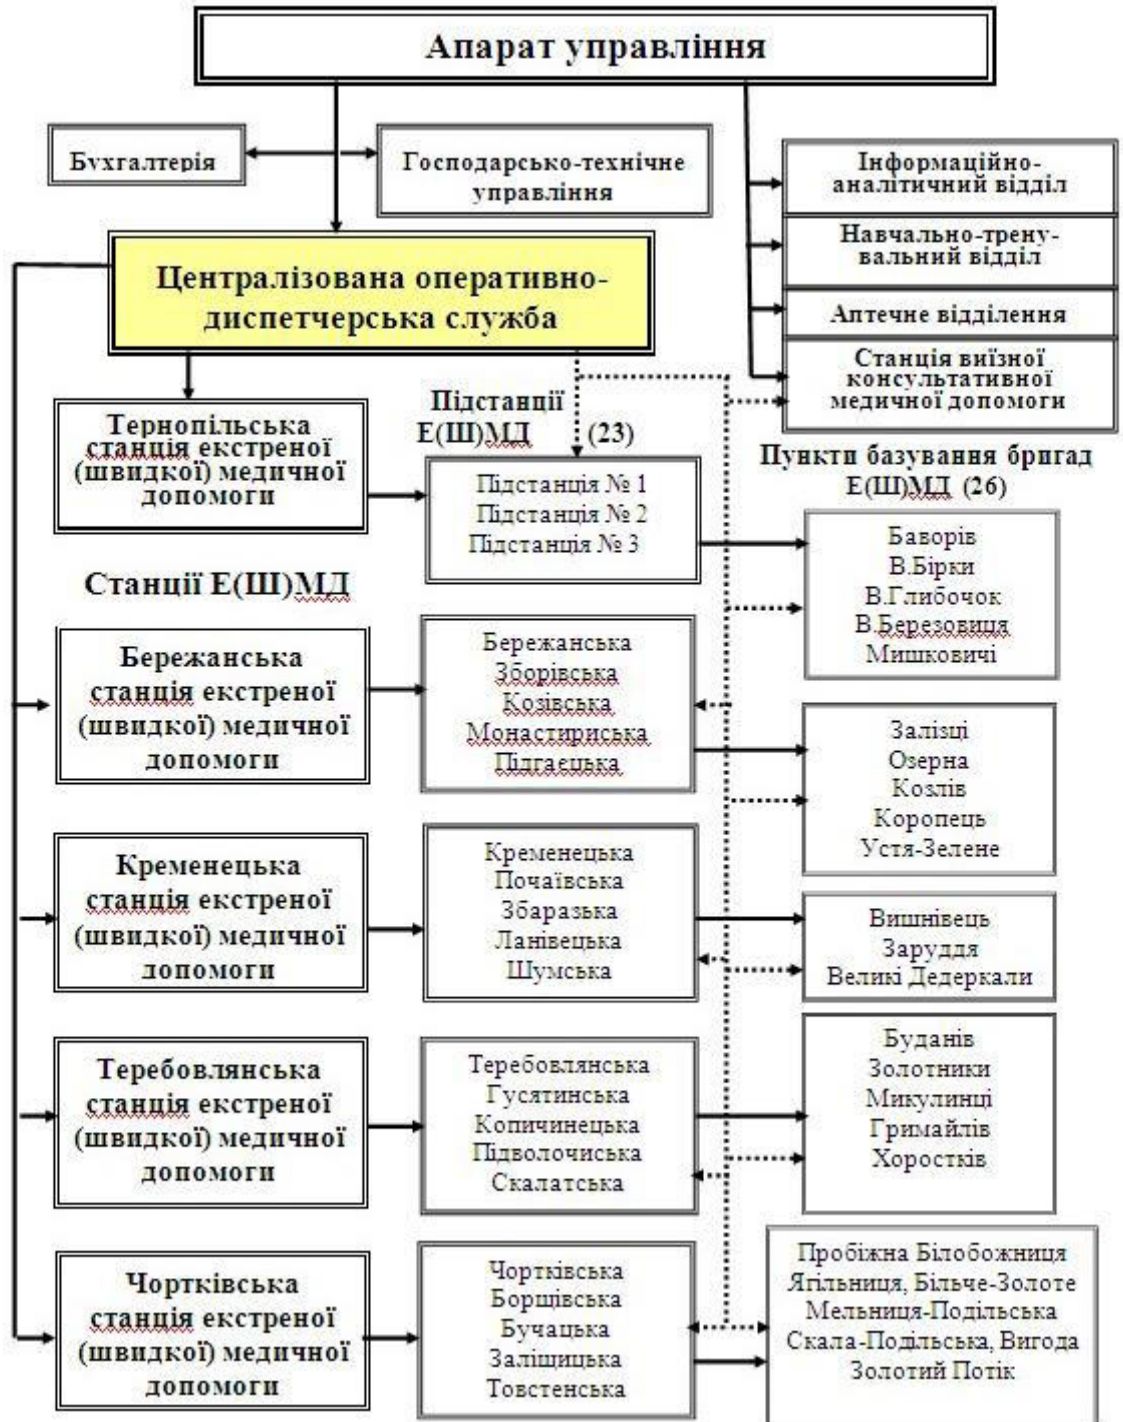 Апарат управління
Бухгалтерія
Господарсько-технічне
управління
Інформаційно-
аналітичний відділ
Навчально-трену-
вальний відділ
Аптечне відділення
Станція виїзної
консультативної
медичної допомоги
Централізована оперативно-
диспетчерська служба
Тернопільська
станція екстреної
(швидкої) медичної
допомоги
Підстанції
Е(Ш)МД (23)
Підстанція № 1
Підстанція № 2
Підстанція № 3
Пункти базування бригад
Е(Ш)МД (26)
Баворів
В.Бірки
В.Глибочок
В.Березовиця
Мишковичі
Станції Е(Ш)МД
Бережанська
станція екстреної
(швидкої) медичної
допомоги
Бережанська
Зборівська
Козівська
Монастириська
Підгаєцька
Залізці
Озерна
Козлів
Коропець
Устя-Зелене
Кременецька
станція екстреної
(швидкої) медичної
допомоги
Кременецька
Почаївська
Збаразька
Ланівецька
Шумська
Вишнівець
Заруддя
Великі Дедеркали
Теребовлянська
станція екстреної
(швидкої) медичної
допомоги
Теребовлянська
Гусятинська
Копичинецька
Підволочиська
Скалатська
Буданів
Золотники
Микулинці
Гримайлів
Хоростків
Чортківська
станція екстреної
(швидкої) медичної
допомоги
Чортківська
Борщівська
Бучацька
Заліщицька
Товстенська
Пробіжна Білобожниця
Ягільниця, Більче-Золоте
Мельниця-Подільська
Скала-Подільська, Вигода
Золотий Потік